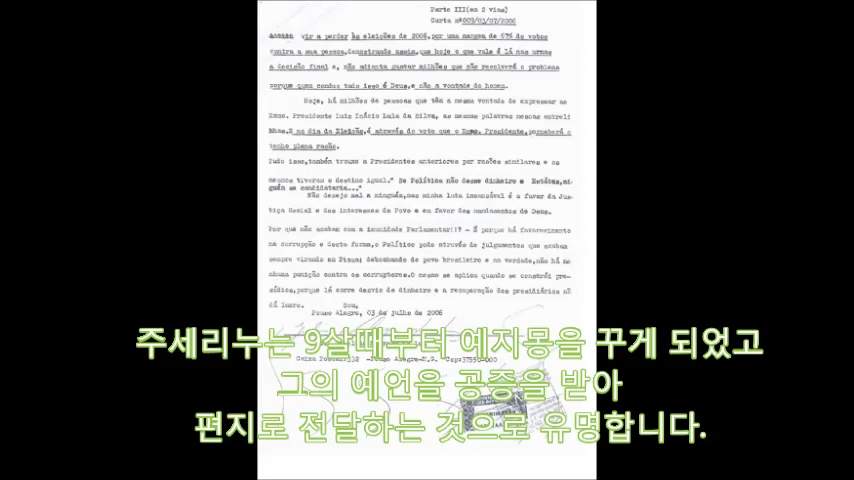 Parte III(em 2 vias)
Carta nº003/03/07/2006
vir a perder às eleições de 2006,por uma margem de 67% de votos
contra a sua pessoa,demostrando assim,que hoje o que vale é lá nas urnas
a decisão final e, não adianta gastar milhões que não resolverá o problema
porque quem conduz tudo isso é Deus,e não a vontade do homem.
Hoje, há milhões de pessoas que têm a mesma vontade de expressar ao
Exmo. Presidente Luiz Inácio Lula da Silva, as mesmas palavras nessas entreli
nhas.E no dia da Eleição,é através do voto que o Exmo. Presidente,perceberá o
tenho plena razão.
Tudo isso,também trouxe a Presidentes anteriores por razões similares e os
mesmos tiveram o destino igual." Se Política não desse dinheiro e Estátus,ni-
guém se candidataria..."
Não desejo mal a ninguém,mas minha luta incansável é a favor da Jus-
tiça Social e dos interesses do Povo e em favor dos mandamentos de Deus.
Por que não acabam com a imunidade Parlamentar!!? - É porque há favorecimento
na corrupção e desta forma,o Político pode através de julgamentos que acabam
sempre virando em Pizza; debochando do povo brasileiro e na verdade,não há ne
nhuma punição contra os corruptores.O mesmo se aplica quando se constrói pre-
sídios,porque lá corre desvio de dinheiro e a recuperação dos presidiários nã
dá lucro. Sou,
Pouso Alegre, 03 de julho de 2006
주세리누는 9살때부터 예지몽을 꾸게 되었고
Caixa Postal:332 -Pouso Alegre-M.G. Cep:37550-000
그의 예언을 공증을 받아
편지로 전달하는 것으로 유명합니다.